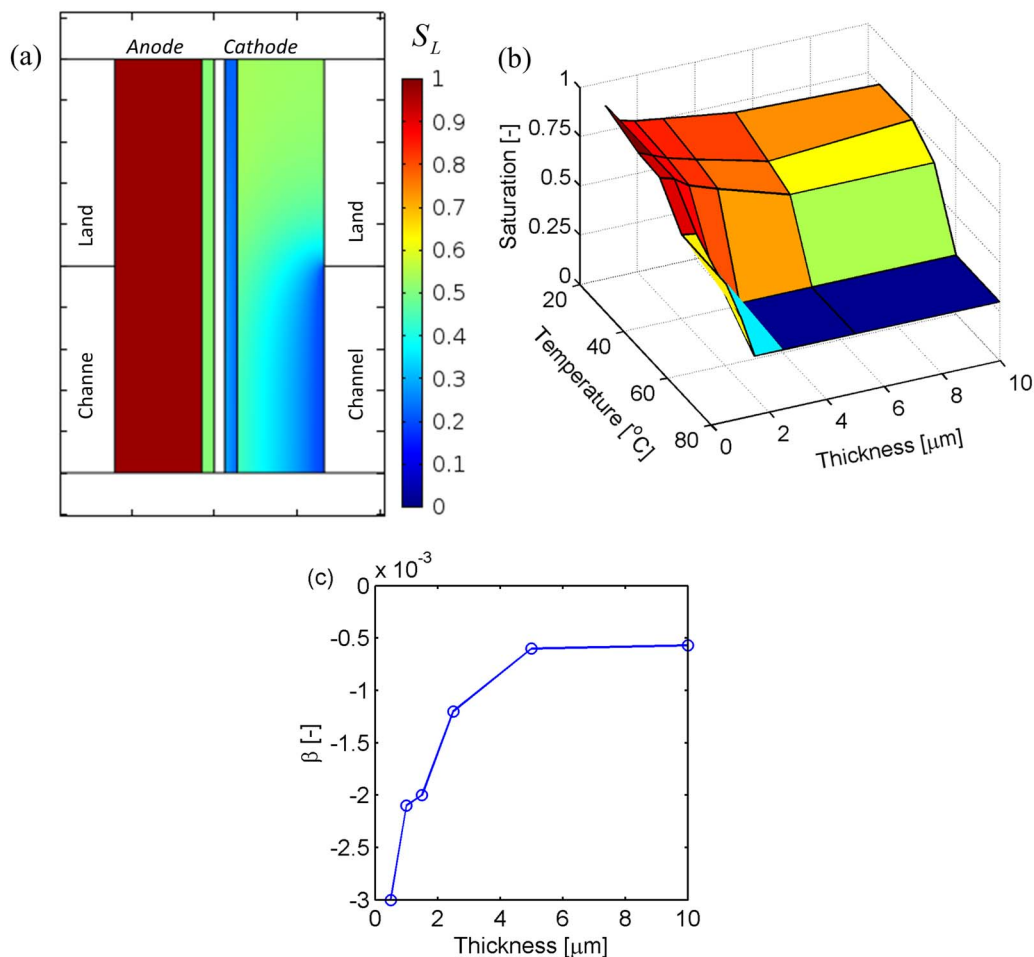 (a)
Anode
Cathode
S_L
Land
Channe
Land
Channel
1
0.9
0.8
0.7
0.6
0.5
0.4
0.3
0.2
0.1
0
(b)
Saturation [-]
1
0.75
0.5
0.25
0
20
40
60
80
Temperature [°C]
0
2
4
6
8
10
Thickness [μm]
(c)
x 10^-3
0
-0.5
-1
-1.5
-2
-2.5
-3
β [-]
0
2
4
6
8
10
Thickness [μm]